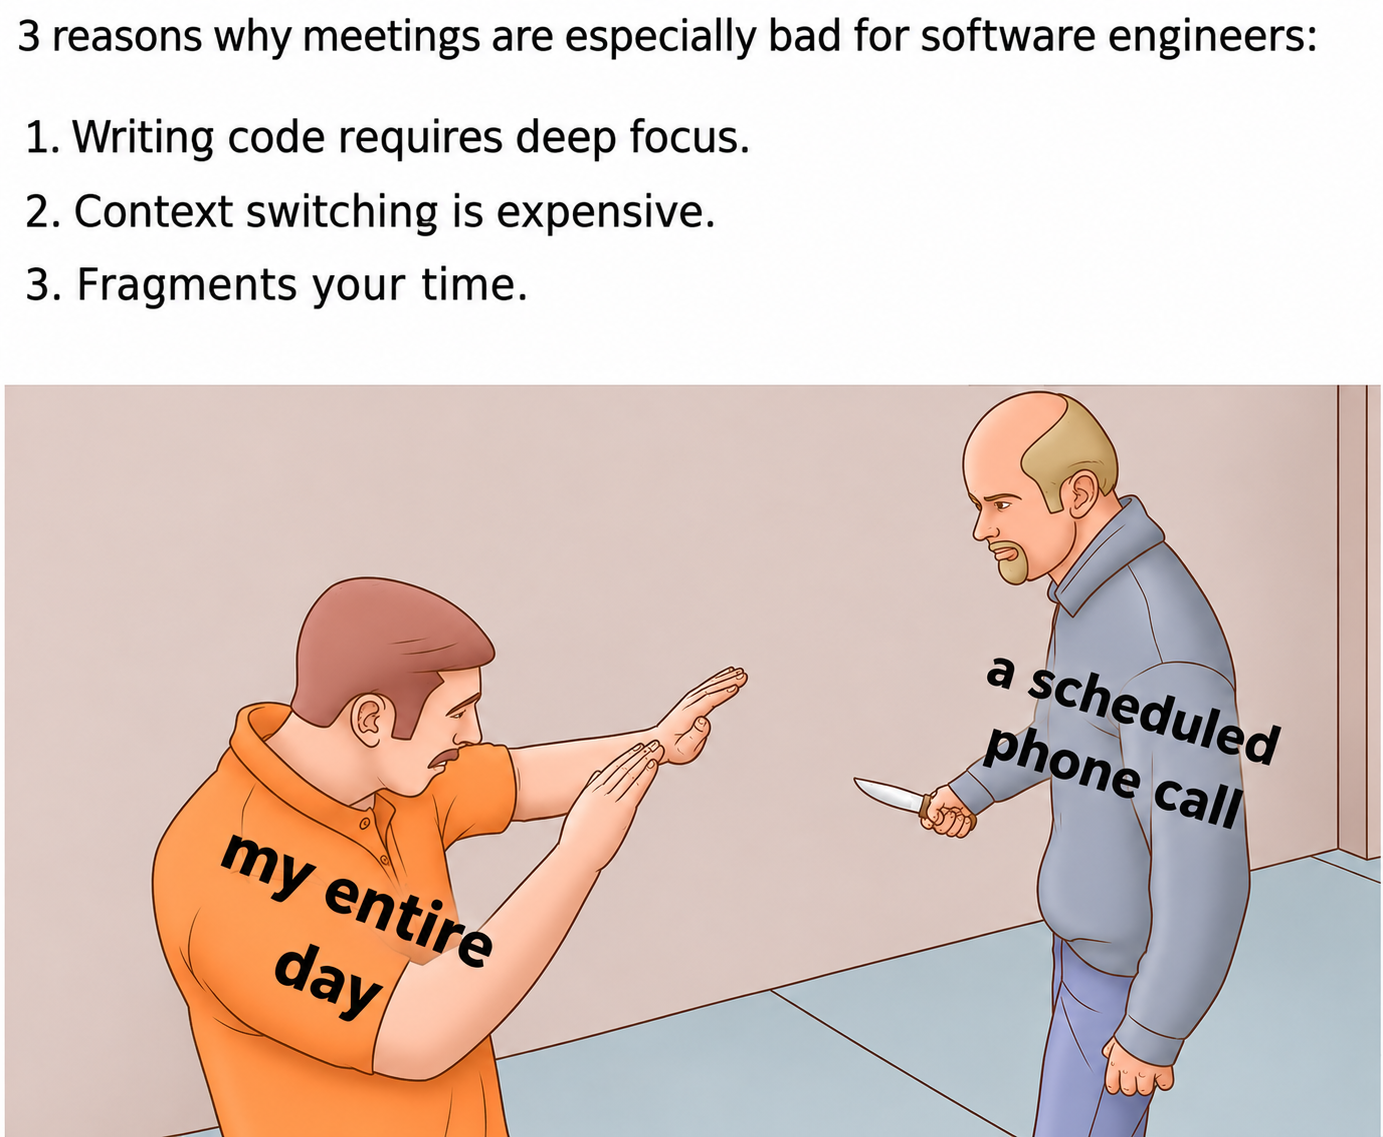 3 reasons why meetings are especially bad for software engineers:
1. Writing code requires deep focus.
2. Context switching is expensive.
3. Fragments your time.
a scheduled
phone call
my entire
day